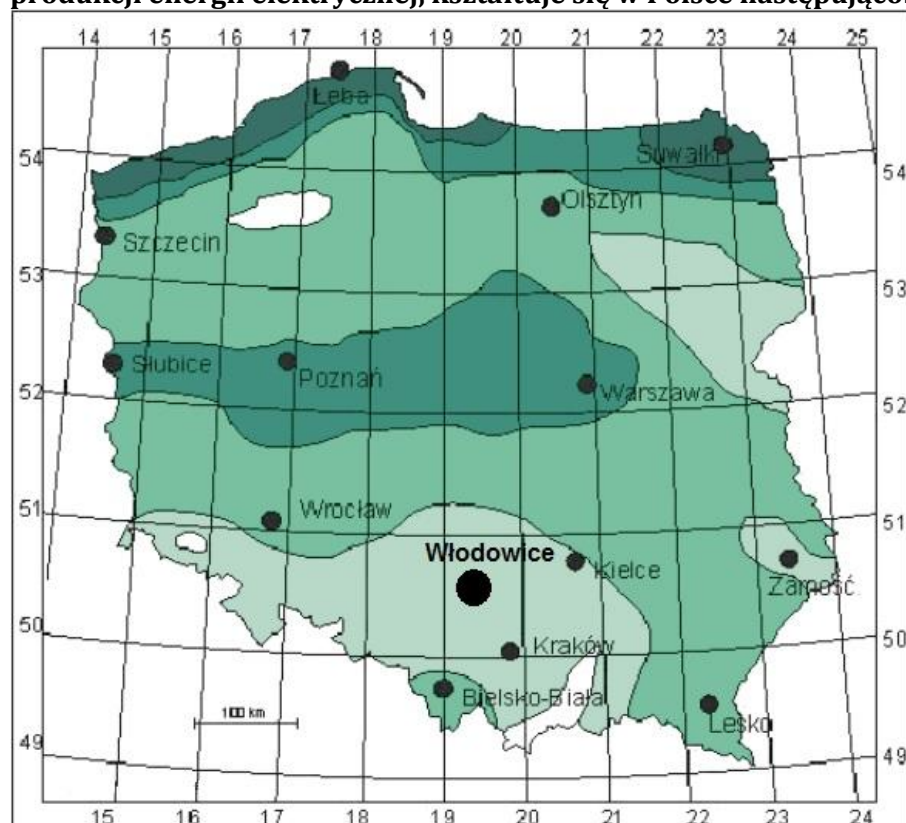 produkcji energii elektrycznej, kształtuje się w Polsce następująco:
14 15 16 17 18 19 20 21 22 23 24 25
Łeba
54 Suwałki 54
Olsztyn
Szczecin
53 53
Słubice Poznań
52 Warszawa 52
51 Wrocław 51
Włodowice Kielce Zamość
50 Kraków 50
Bielsko-Biała
100 km Lesko
49 49
15 16 17 18 19 20 21 22 23 24